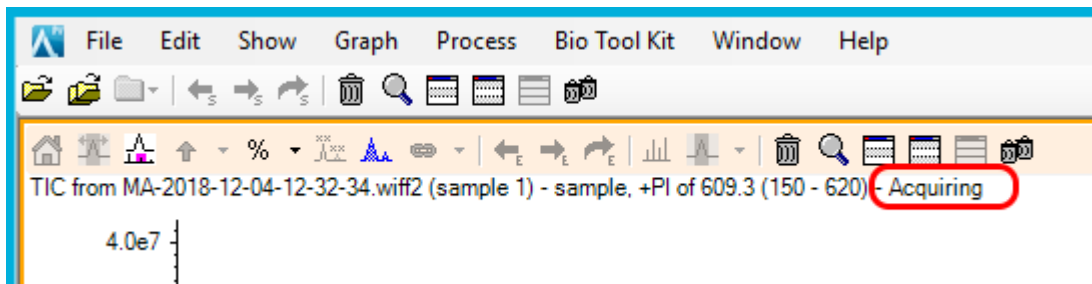 File Edit Show Graph Process Bio Tool Kit Window Help
TIC from MA-2018-12-04-12-32-34.wiff2 (sample 1) - sample, +PI of 609.3 (150 - 620) - Acquiring
4.0e7